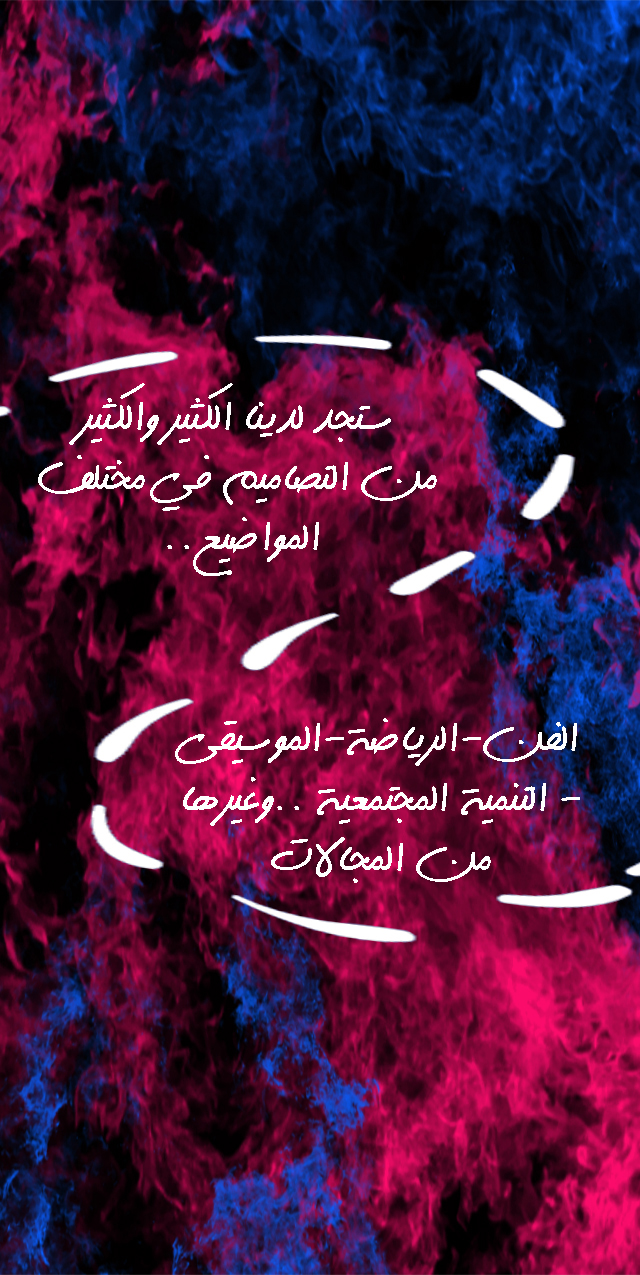 ستجد لدينا الكثير والكثير
من التصاميم في مختلف
المواضيع..
الفن-الرياضة-الموسيقى
- التنمية المجتمعية ..وغيرها
من المجالات